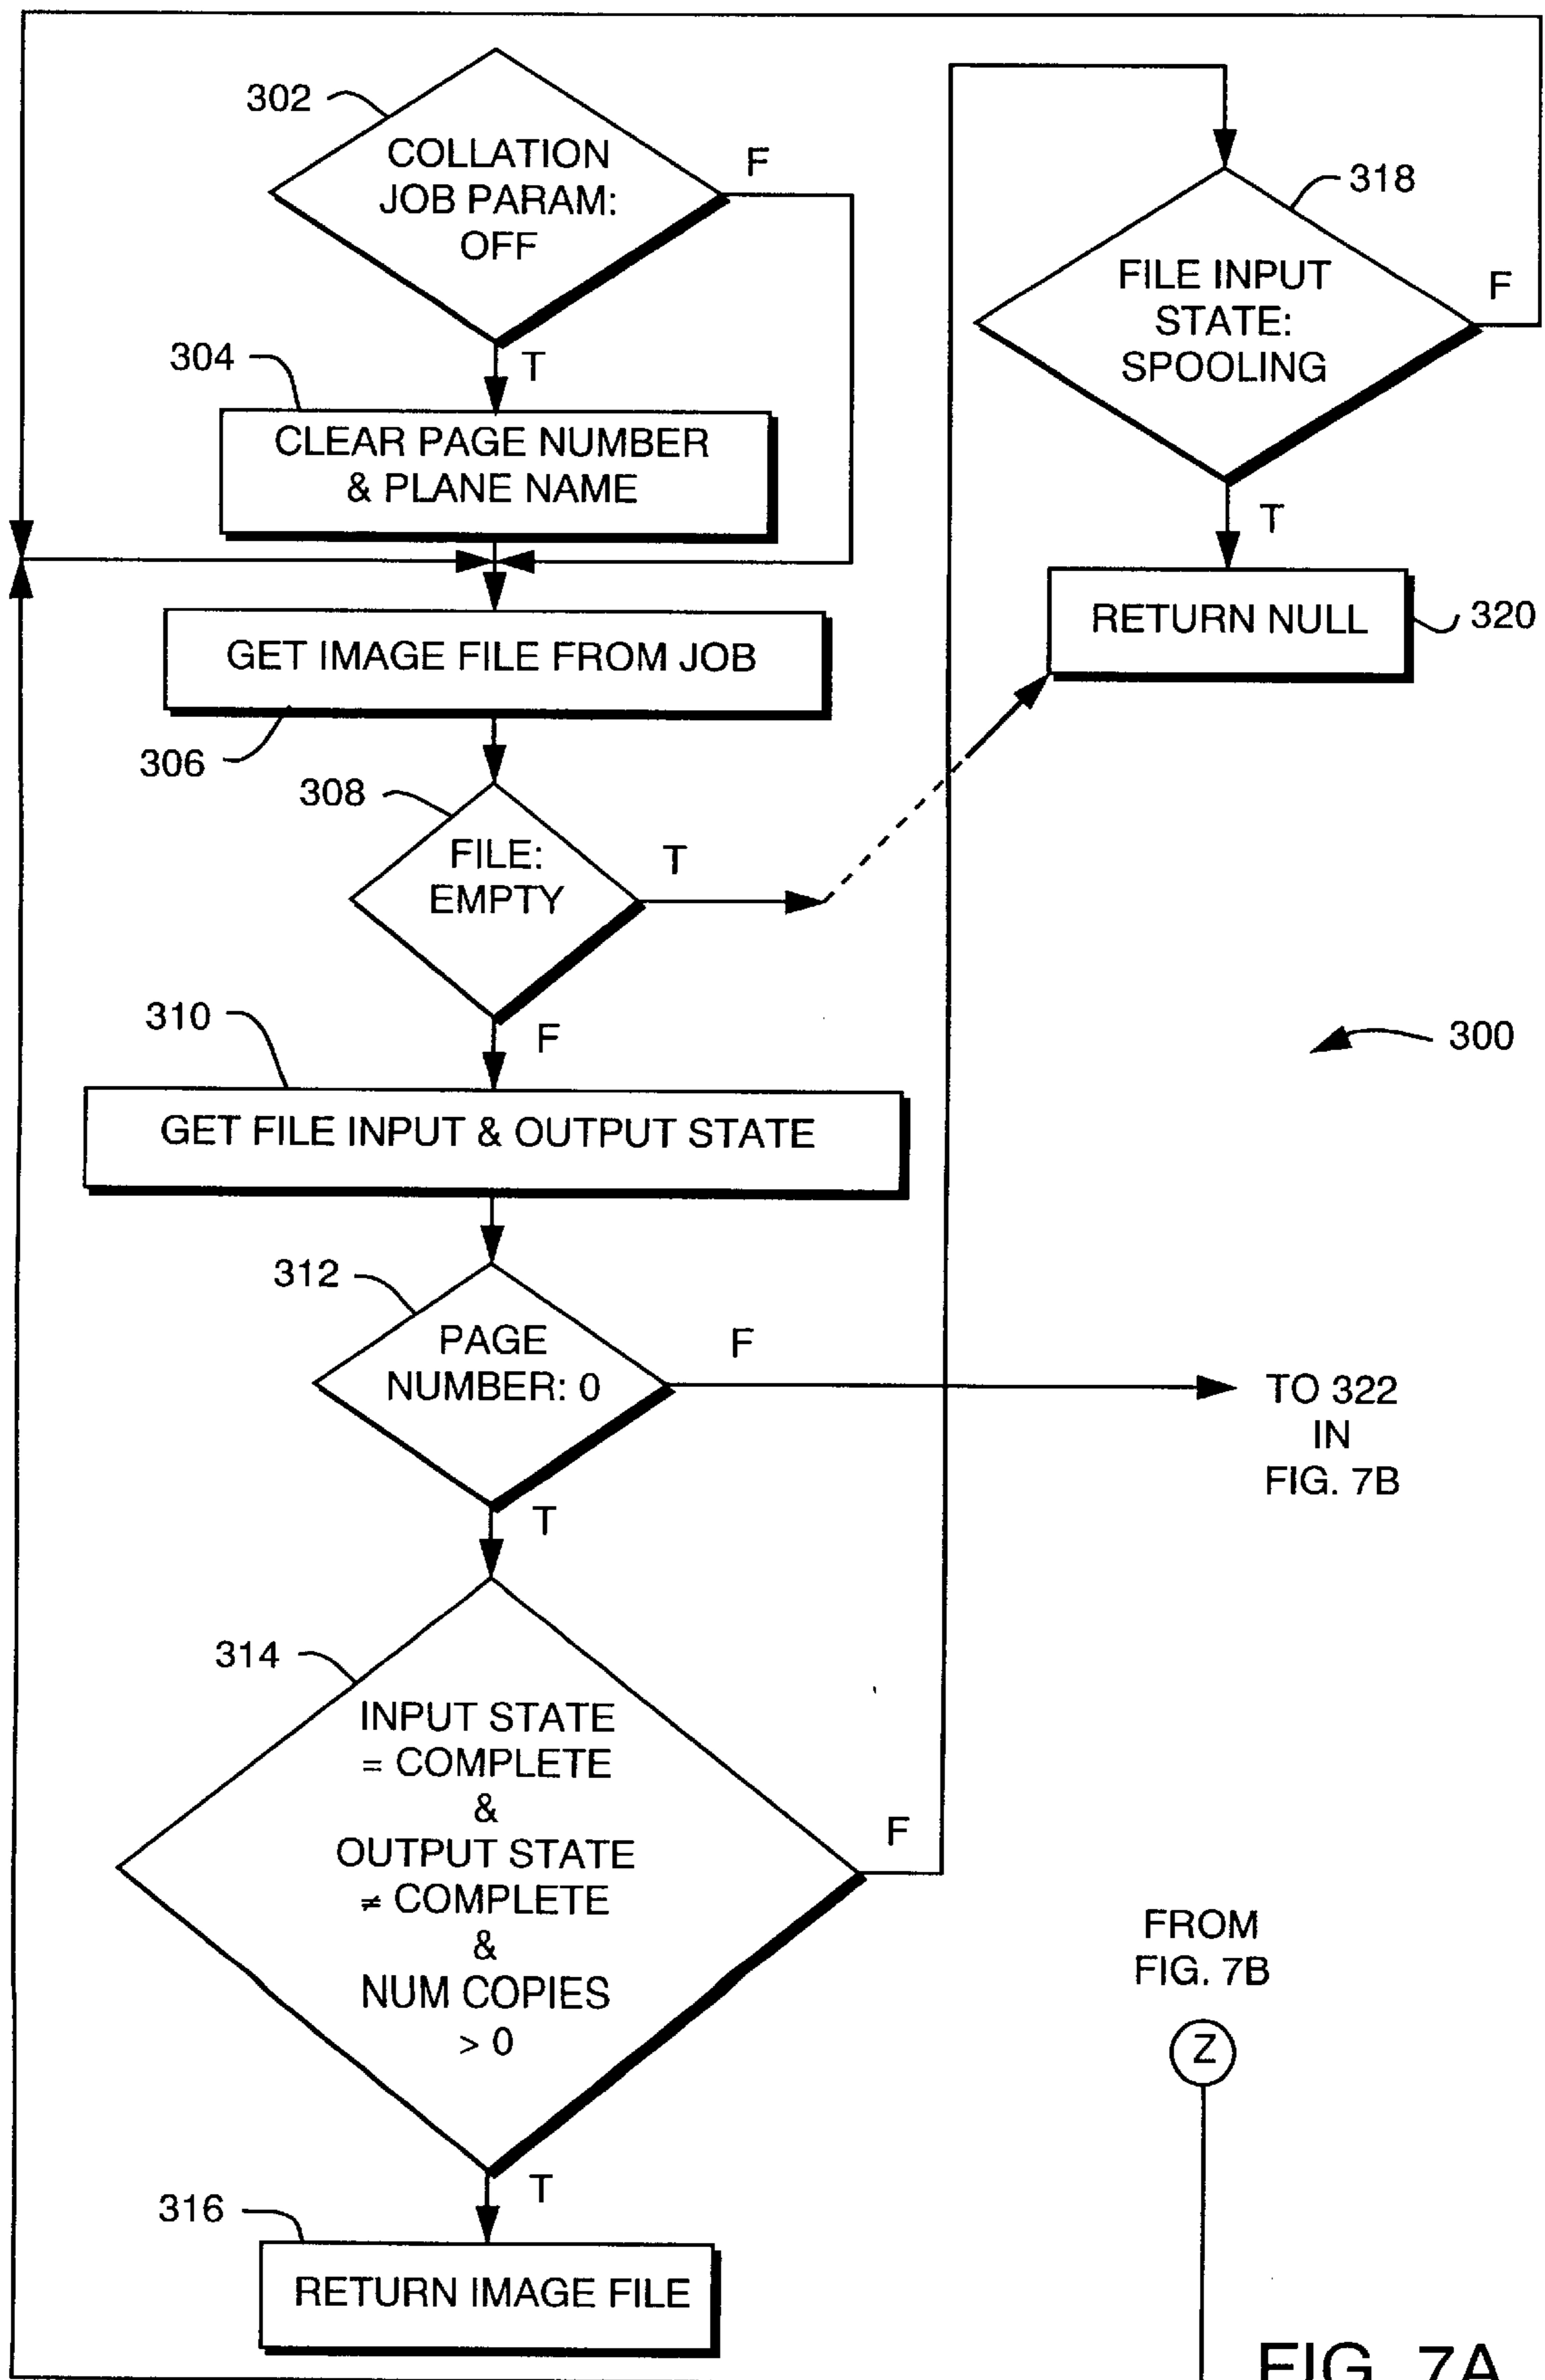 302
COLLATION
JOB PARAM:
OFF
F
T
304
CLEAR PAGE NUMBER
& PLANE NAME
GET IMAGE FILE FROM JOB
306
308
FILE:
EMPTY
T
F
310
GET FILE INPUT & OUTPUT STATE
312
PAGE
NUMBER: 0
F
TO 322
IN
FIG. 7B
T
314
INPUT STATE
= COMPLETE
&
OUTPUT STATE
≠ COMPLETE
&
NUM COPIES
> 0
F
T
316
RETURN IMAGE FILE
318
FILE INPUT
STATE:
SPOOLING
F
T
RETURN NULL
320
300
FROM
FIG. 7B
Z
FIG. 7A